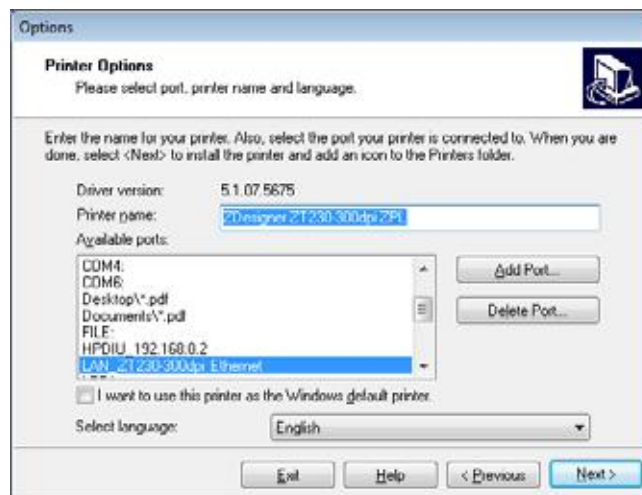 Options
Printer Options
Please select port, printer name and language.
Enter the name for your printer. Also, select the port your printer is connected to. When you are
done, select <Next> to install the printer and add an icon to the Printers folder.
Driver version: 5.1.07.5675
Printer name: ZDesigner ZT230-300dpi ZPL
Available ports:
COM4:
COM6:
Desktop\*.pdf
Documents\*.pdf
FILE:
HPDIU_192.168.0.2
LAN_ZT230-300dpi Ethernet
Add Port...
Delete Port...
I want to use this printer as the Windows default printer.
Select language: English
Exit Help < Previous Next >